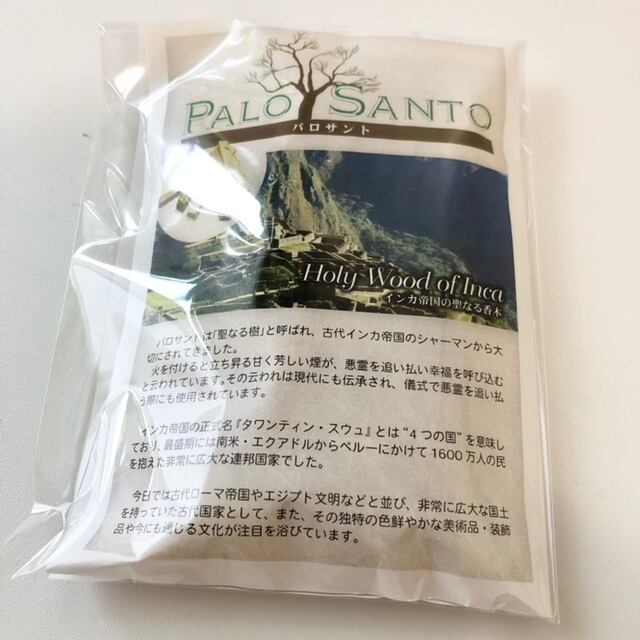 PALO SANTO
パロサント
Holy Wood of Inca
インカ帝国の聖なる香木
パロサントは「聖なる樹」と呼ばれ、古代インカ帝国のシャーマンから大
切にされてきました。
火を付けると立ち昇る甘く芳しい煙が、悪霊を追い払い幸福を呼び込む
と云われています。その云われは現代にも伝承され、儀式で悪霊を追い払
う際にも使用されています。
インカ帝国の正式名『タワンティン・スウュ』とは“4つの国”を意味し
ており、最盛期には南米・エクアドルからペルーにかけて1600万人の民
を抱えた非常に広大な連邦国家でした。
今日では古代ローマ帝国やエジプト文明などと並び、非常に広大な国土
を持っていた古代国家として、また、その独特の色鮮やかな美術品・装飾
品や今にも通じる文化が注目を浴びています。